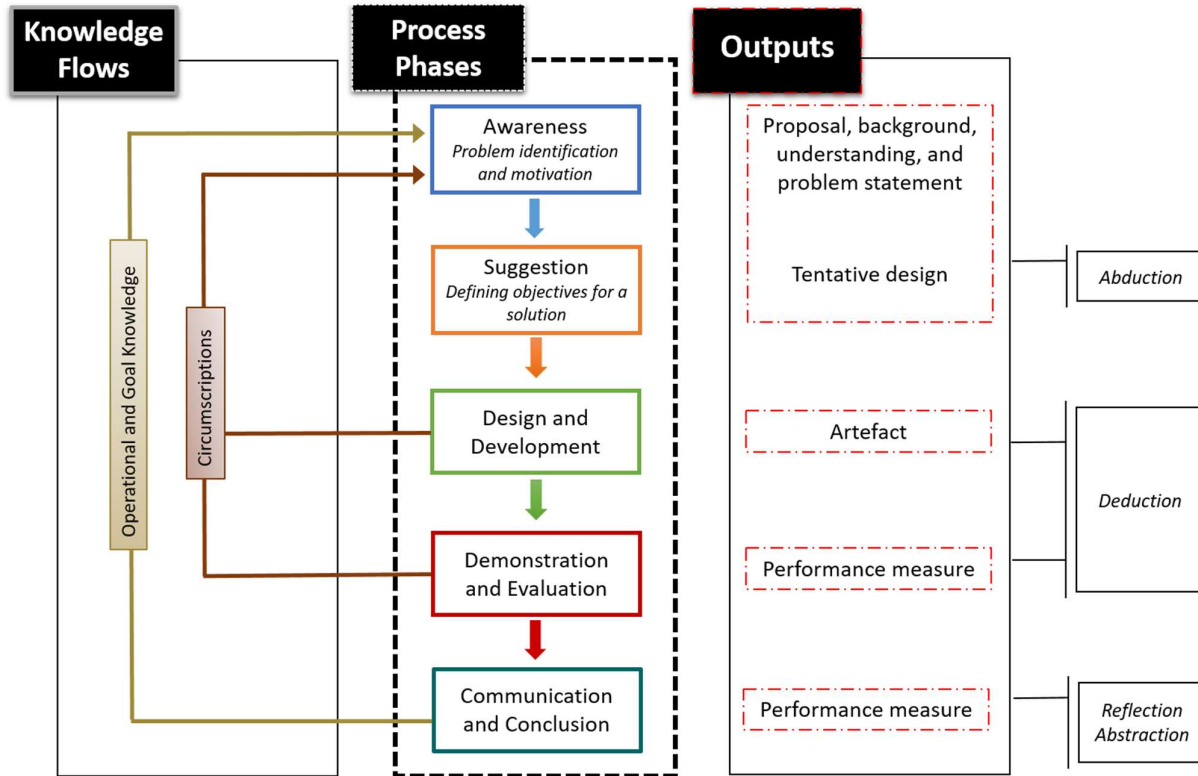 Knowledge
Flows
Process
Phases
Outputs
Awareness
Problem identification
and motivation
Proposal, background,
understanding, and
problem statement
Suggestion
Defining objectives for a
solution
Tentative design
Abduction
Operational and Goal Knowledge
Circumscriptions
Design and
Development
Artefact
Deduction
Demonstration
and Evaluation
Performance measure
Communication
and Conclusion
Performance measure
Reflection
Abstraction